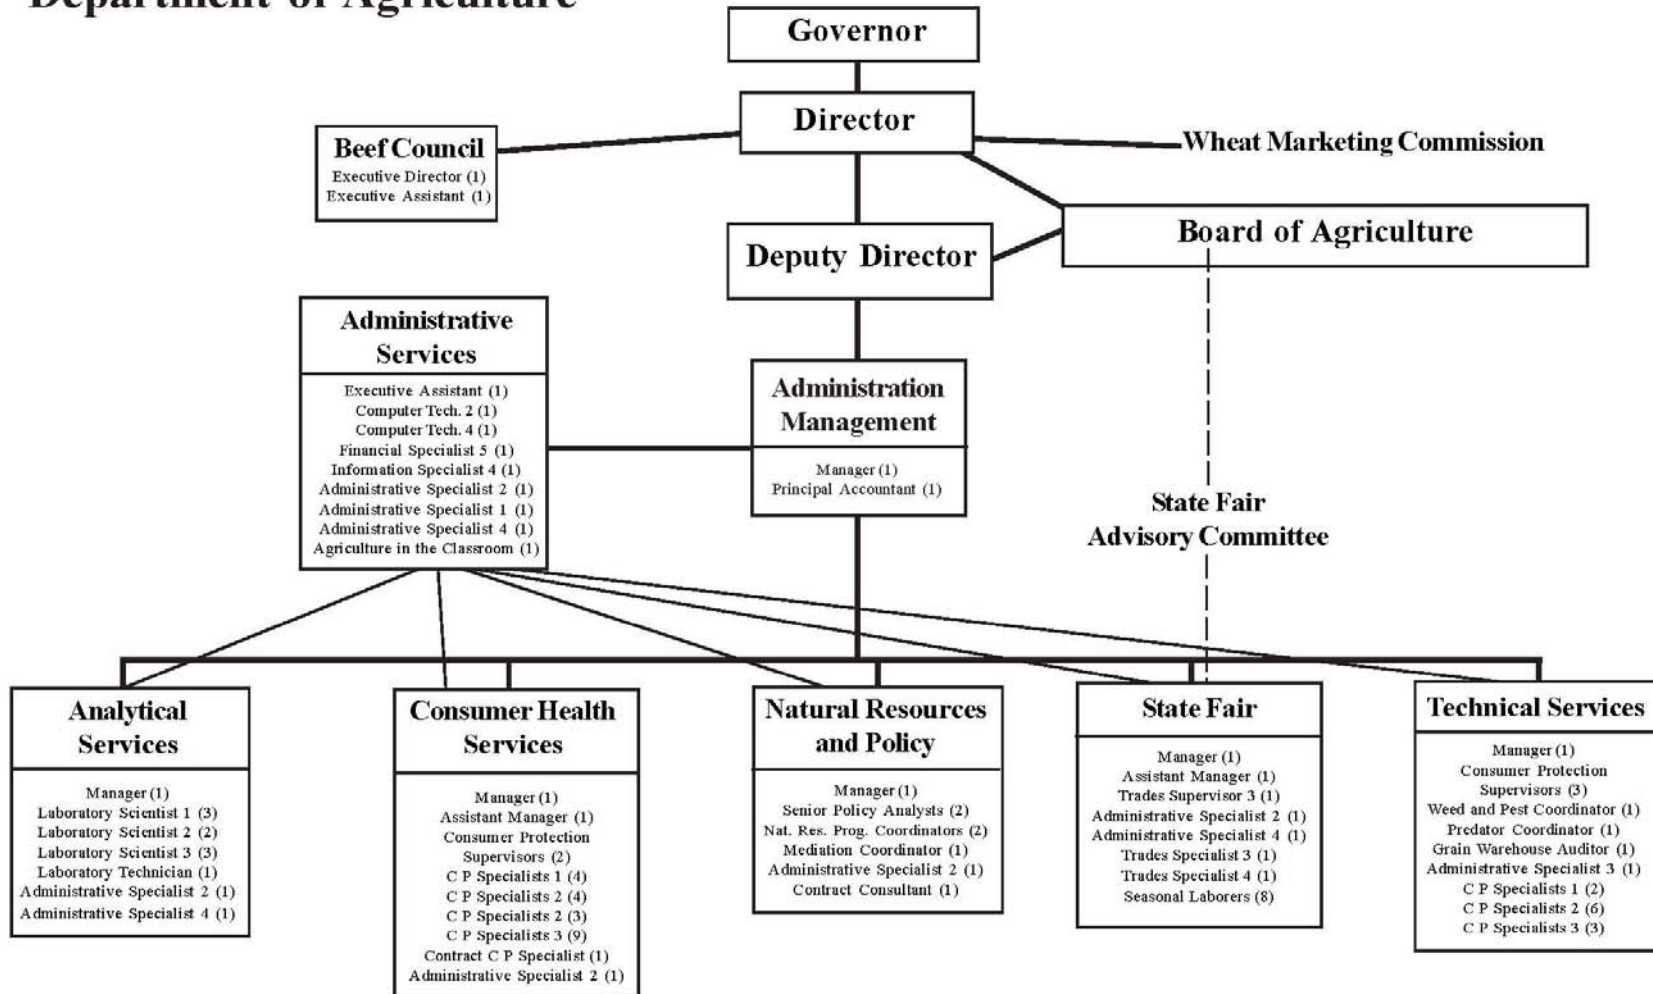 Department of Agriculture
Governor
Director
Beef Council
Executive Director (1)
Executive Assistant (1)
Wheat Marketing Commission
Board of Agriculture
Deputy Director
Administrative
Services
Executive Assistant (1)
Computer Tech. 2 (1)
Computer Tech. 4 (1)
Financial Specialist 5 (1)
Information Specialist 4 (1)
Administrative Specialist 2 (1)
Administrative Specialist 1 (1)
Administrative Specialist 4 (1)
Agriculture in the Classroom (1)
Administration
Management
Manager (1)
Principal Accountant (1)
State Fair
Advisory Committee
Analytical
Services
Manager (1)
Laboratory Scientist 1 (3)
Laboratory Scientist 2 (2)
Laboratory Scientist 3 (3)
Laboratory Technician (1)
Administrative Specialist 2 (1)
Administrative Specialist 4 (1)
Consumer Health
Services
Manager (1)
Assistant Manager (1)
Consumer Protection
Supervisors (2)
C P Specialists 1 (4)
C P Specialists 2 (4)
C P Specialists 2 (3)
C P Specialists 3 (9)
Contract C P Specialist (1)
Administrative Specialist 2 (1)
Natural Resources
and Policy
Manager (1)
Senior Policy Analysts (2)
Nat. Res. Prog. Coordinators (2)
Mediation Coordinator (1)
Administrative Specialist 2 (1)
Contract Consultant (1)
State Fair
Manager (1)
Assistant Manager (1)
Trades Supervisor 3 (1)
Administrative Specialist 2 (1)
Administrative Specialist 4 (1)
Trades Specialist 3 (1)
Trades Specialist 4 (1)
Seasonal Laborers (8)
Technical Services
Manager (1)
Consumer Protection
Supervisors (3)
Weed and Pest Coordinator (1)
Predator Coordinator (1)
Grain Warehouse Auditor (1)
Administrative Specialist 3 (1)
C P Specialists 1 (2)
C P Specialists 2 (6)
C P Specialists 3 (3)